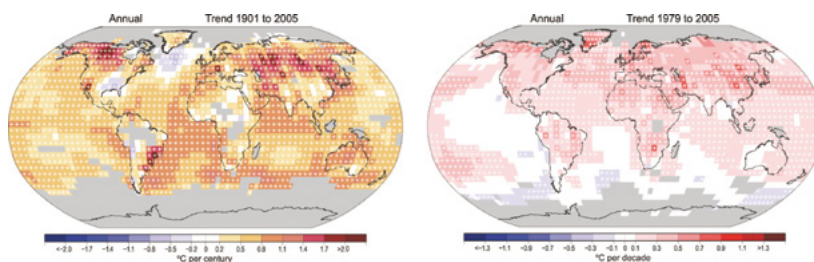 Annual Trend 1901 to 2005
<-2.0 -1.7 -1.4 -1.1 -0.8 -0.5 -0.2 0 0.2 0.5 0.8 1.1 1.4 1.7 >2.0
°C per century
Annual Trend 1979 to 2005
<-1.3 -1.1 -0.9 -0.7 -0.5 -0.3 -0.1 0 0.1 0.3 0.5 0.7 0.9 1.1 >1.3
°C per decade